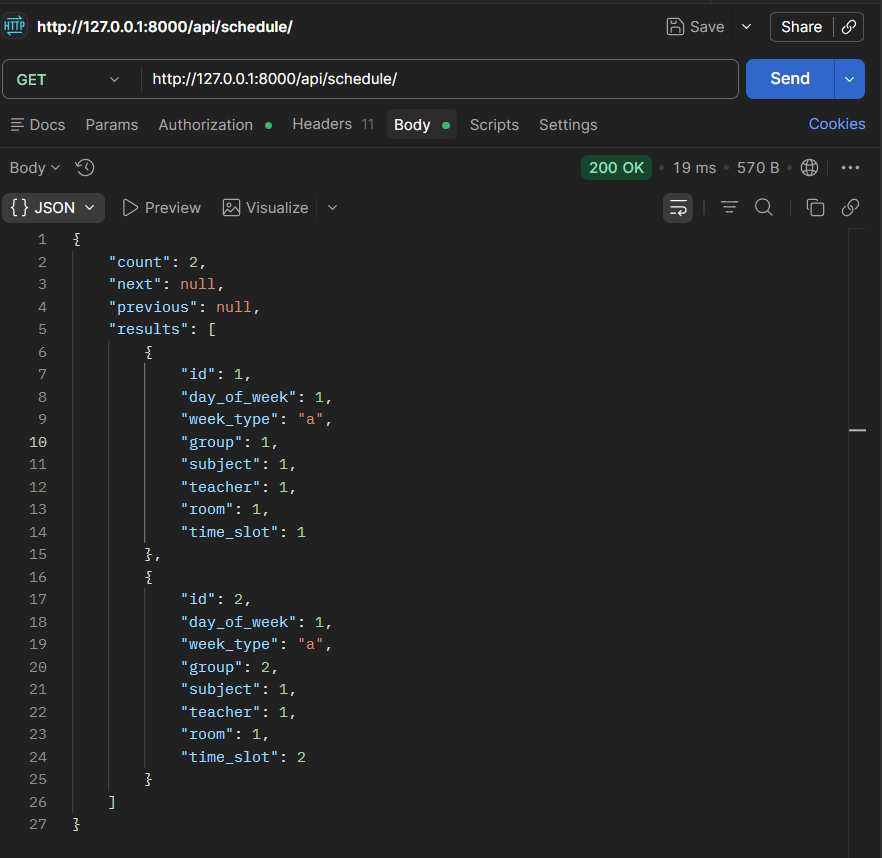 HTTP http://127.0.0.1:8000/api/schedule/ Save Share
GET http://127.0.0.1:8000/api/schedule/ Send
Docs Params Authorization Headers 11 Body Scripts Settings Cookies
Body 200 OK 19 ms 570 B
{} JSON Preview Visualize
1 {
2 "count": 2,
3 "next": null,
4 "previous": null,
5 "results": [
6 {
7 "id": 1,
8 "day_of_week": 1,
9 "week_type": "a",
10 "group": 1,
11 "subject": 1,
12 "teacher": 1,
13 "room": 1,
14 "time_slot": 1
15 },
16 {
17 "id": 2,
18 "day_of_week": 1,
19 "week_type": "a",
20 "group": 2,
21 "subject": 1,
22 "teacher": 1,
23 "room": 1,
24 "time_slot": 2
25 }
26 ]
27 }